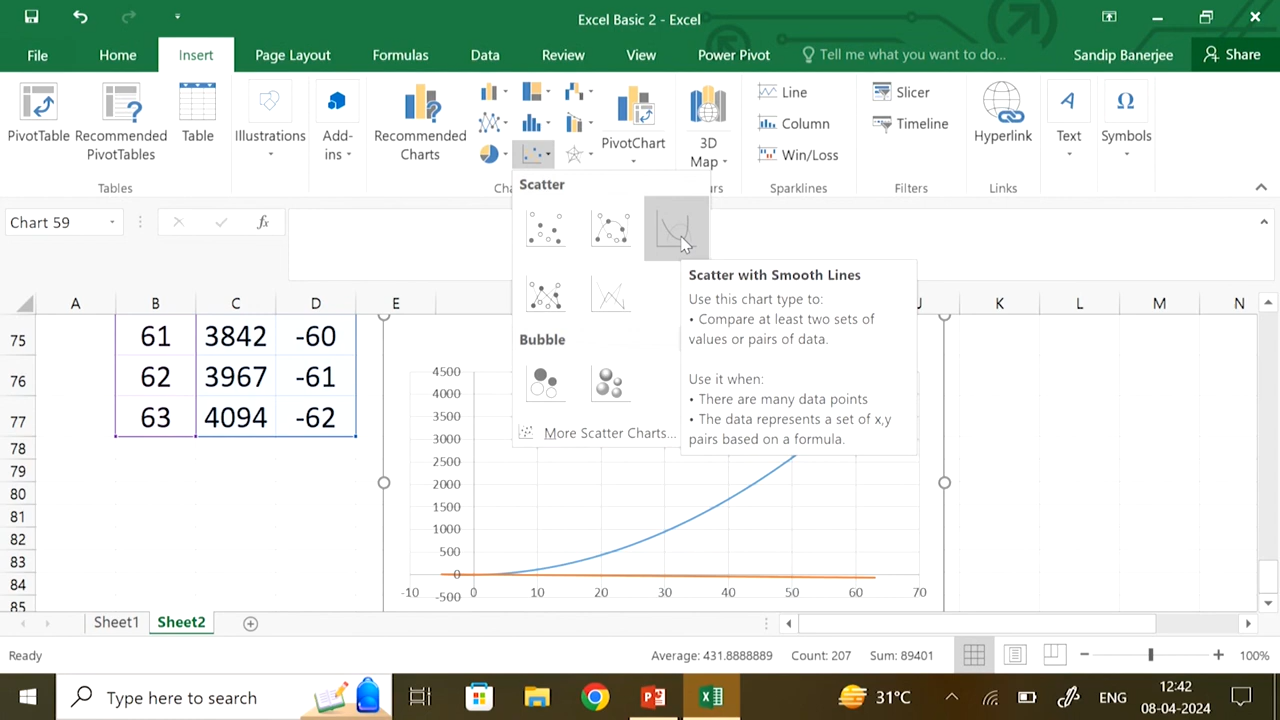 Excel Basic 2 - Excel
File Home Insert Page Layout Formulas Data Review View Power Pivot Tell me what you want to do... Sandip Banerjee Share
PivotTable
Recommended
PivotTables
Table
Tables
Illustrations
Add-
ins
Recommended
Charts
Cha
PivotChart
3D
Map
urs
Line
Column
Win/Loss
Sparklines
Slicer
Timeline
Filters
Hyperlink
Links
Text
Symbols
Chart 59
fx
Scatter
Bubble
More Scatter Charts...
Scatter with Smooth Lines
Use this chart type to:
• Compare at least two sets of
values or pairs of data.
Use it when:
• There are many data points
• The data represents a set of x,y
pairs based on a formula.
A B C D E J K L M N
75 61 3842 -60
76 62 3967 -61
77 63 4094 -62
78
79
80
81
82
83
84
85
4500
4000
3500
3000
2500
2000
1500
1000
500
0
-500
-10 0 10 20 30 40 50 60 70
Sheet1 Sheet2
Ready Average: 431.8888889 Count: 207 Sum: 89401 100%
Type here to search 31°C ENG 12:42
08-04-2024